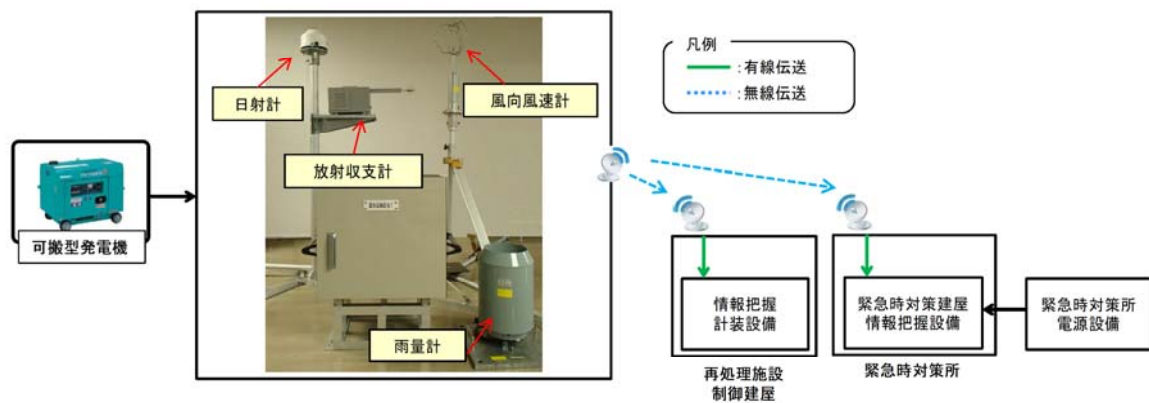 日射計
放射収支計
風向風速計
雨量計
可搬型発電機
凡例
:有線伝送
:無線伝送
情報把握
計装設備
再処理施設
制御建屋
緊急時対策建屋
情報把握設備
緊急時対策所
緊急時対策所
電源設備